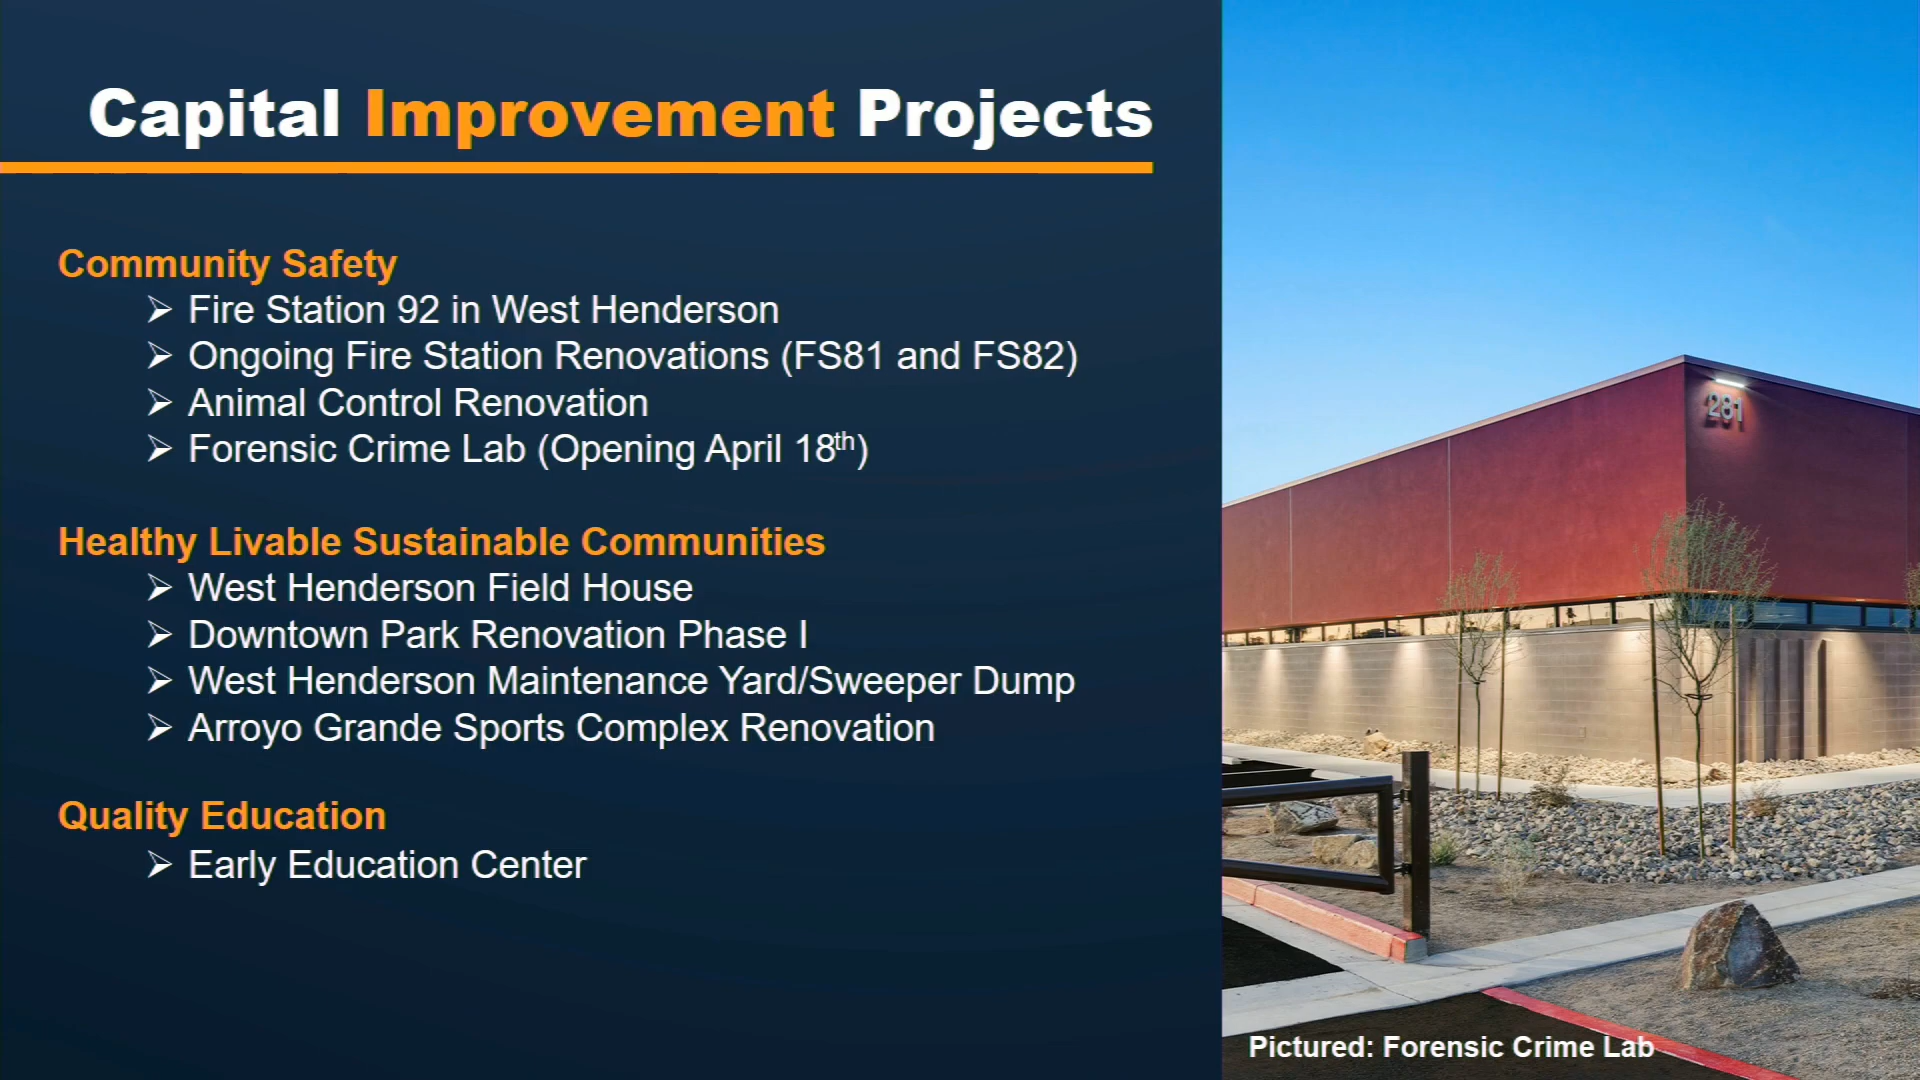 Capital Improvement Projects
Community Safety
➢ Fire Station 92 in West Henderson
➢ Ongoing Fire Station Renovations (FS81 and FS82)
➢ Animal Control Renovation
➢ Forensic Crime Lab (Opening April 18th)
Healthy Livable Sustainable Communities
➢ West Henderson Field House
➢ Downtown Park Renovation Phase I
➢ West Henderson Maintenance Yard/Sweeper Dump
➢ Arroyo Grande Sports Complex Renovation
Quality Education
➢ Early Education Center
281
Pictured: Forensic Crime Lab